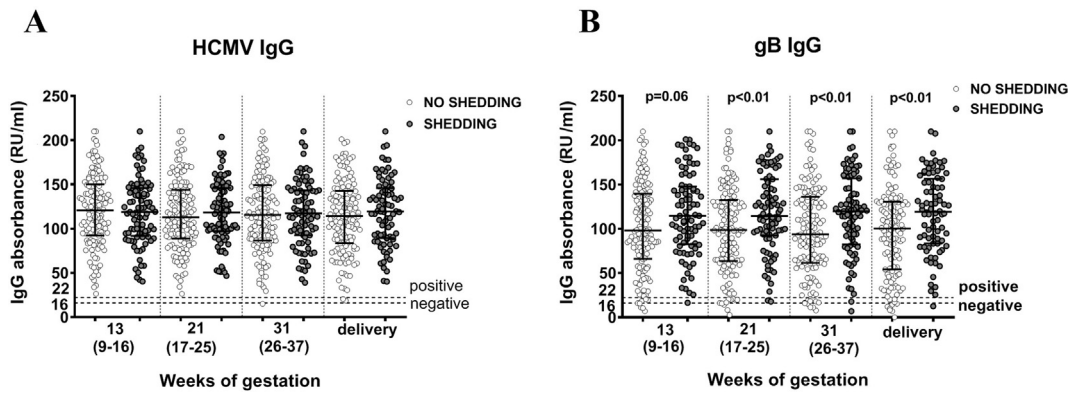 A
HCMV IgG
IgG absorbance (RU/ml)
250
200
150
100
50
22
16
0
NO SHEDDING
SHEDDING
positive
negative
13 21 31 delivery
(9-16) (17-25) (26-37)
Weeks of gestation
B
gB IgG
IgG absorbance (RU/ml)
250
200
150
100
50
22
16
0
p=0.06 p<0.01 p<0.01 p<0.01
NO SHEDDING
SHEDDING
positive
negative
13 21 31 delivery
(9-16) (17-25) (26-37)
Weeks of gestation